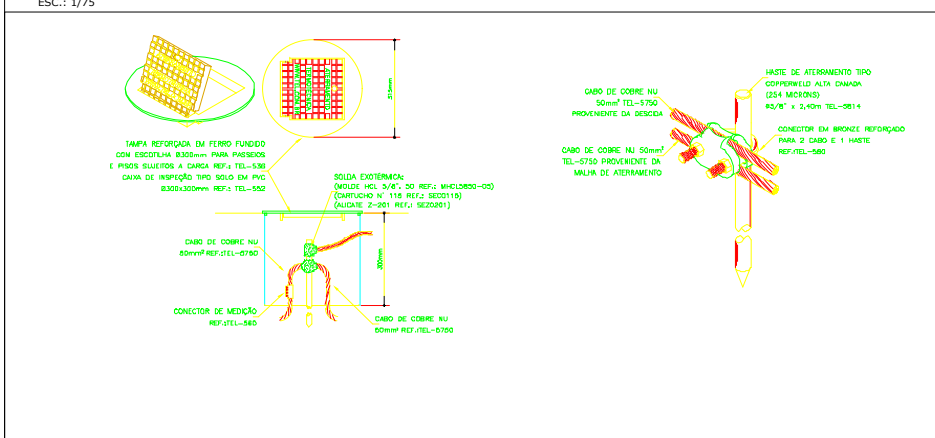 ESC.: 1/75
315mm
TAMPA REFORÇADA EM FERRO FUNDIDO
COM ESCOTILHA Ø300mm PARA PASSEIOS
E PISOS SUJEITOS A CARGA REF.: TEL-536
CAIXA DE INSPEÇÃO TIPO SOLO EM PVC
Ø300x300mm REF.: TEL-552
SOLDA EXOTÉRMICA:
(MOLDE HCL 5/8". 50 REF.: MHCL5850-05)
(CARTUCHO N° 115 REF.: SE00115)
(ALICATE Z-201 REF.: SEZ0201)
CABO DE COBRE NU
50mm² REF.:TEL-5750
300mm
CONECTOR DE MEDIÇÃO
REF.:TEL-560
CABO DE COBRE NU
50mm² REF.:TEL-5750
CABO DE COBRE NU
50mm² TEL-5750
PROVENIENTE DA DESCIDA
CABO DE COBRE NU 50mm²
TEL-5750 PROVENIENTE DA
MALHA DE ATERRAMENTO
HASTE DE ATERRAMENTO TIPO
COPPERWELD ALTA CAMADA
(254 MICRONS)
Ø5/8" x 2,40m TEL-5814
CONECTOR EM BRONZE REFORÇADO
PARA 2 CABO E 1 HASTE
REF.:TEL-580